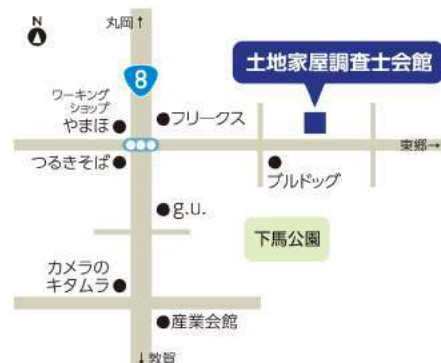 N
丸岡↑
8
土地家屋調査士会館
ワーキング
ショップ
やまほ
フリークス
東郷→
つるきそば
ブルドッグ
g.u.
下馬公園
カメラの
キタムラ
産業会館
↓敦賀